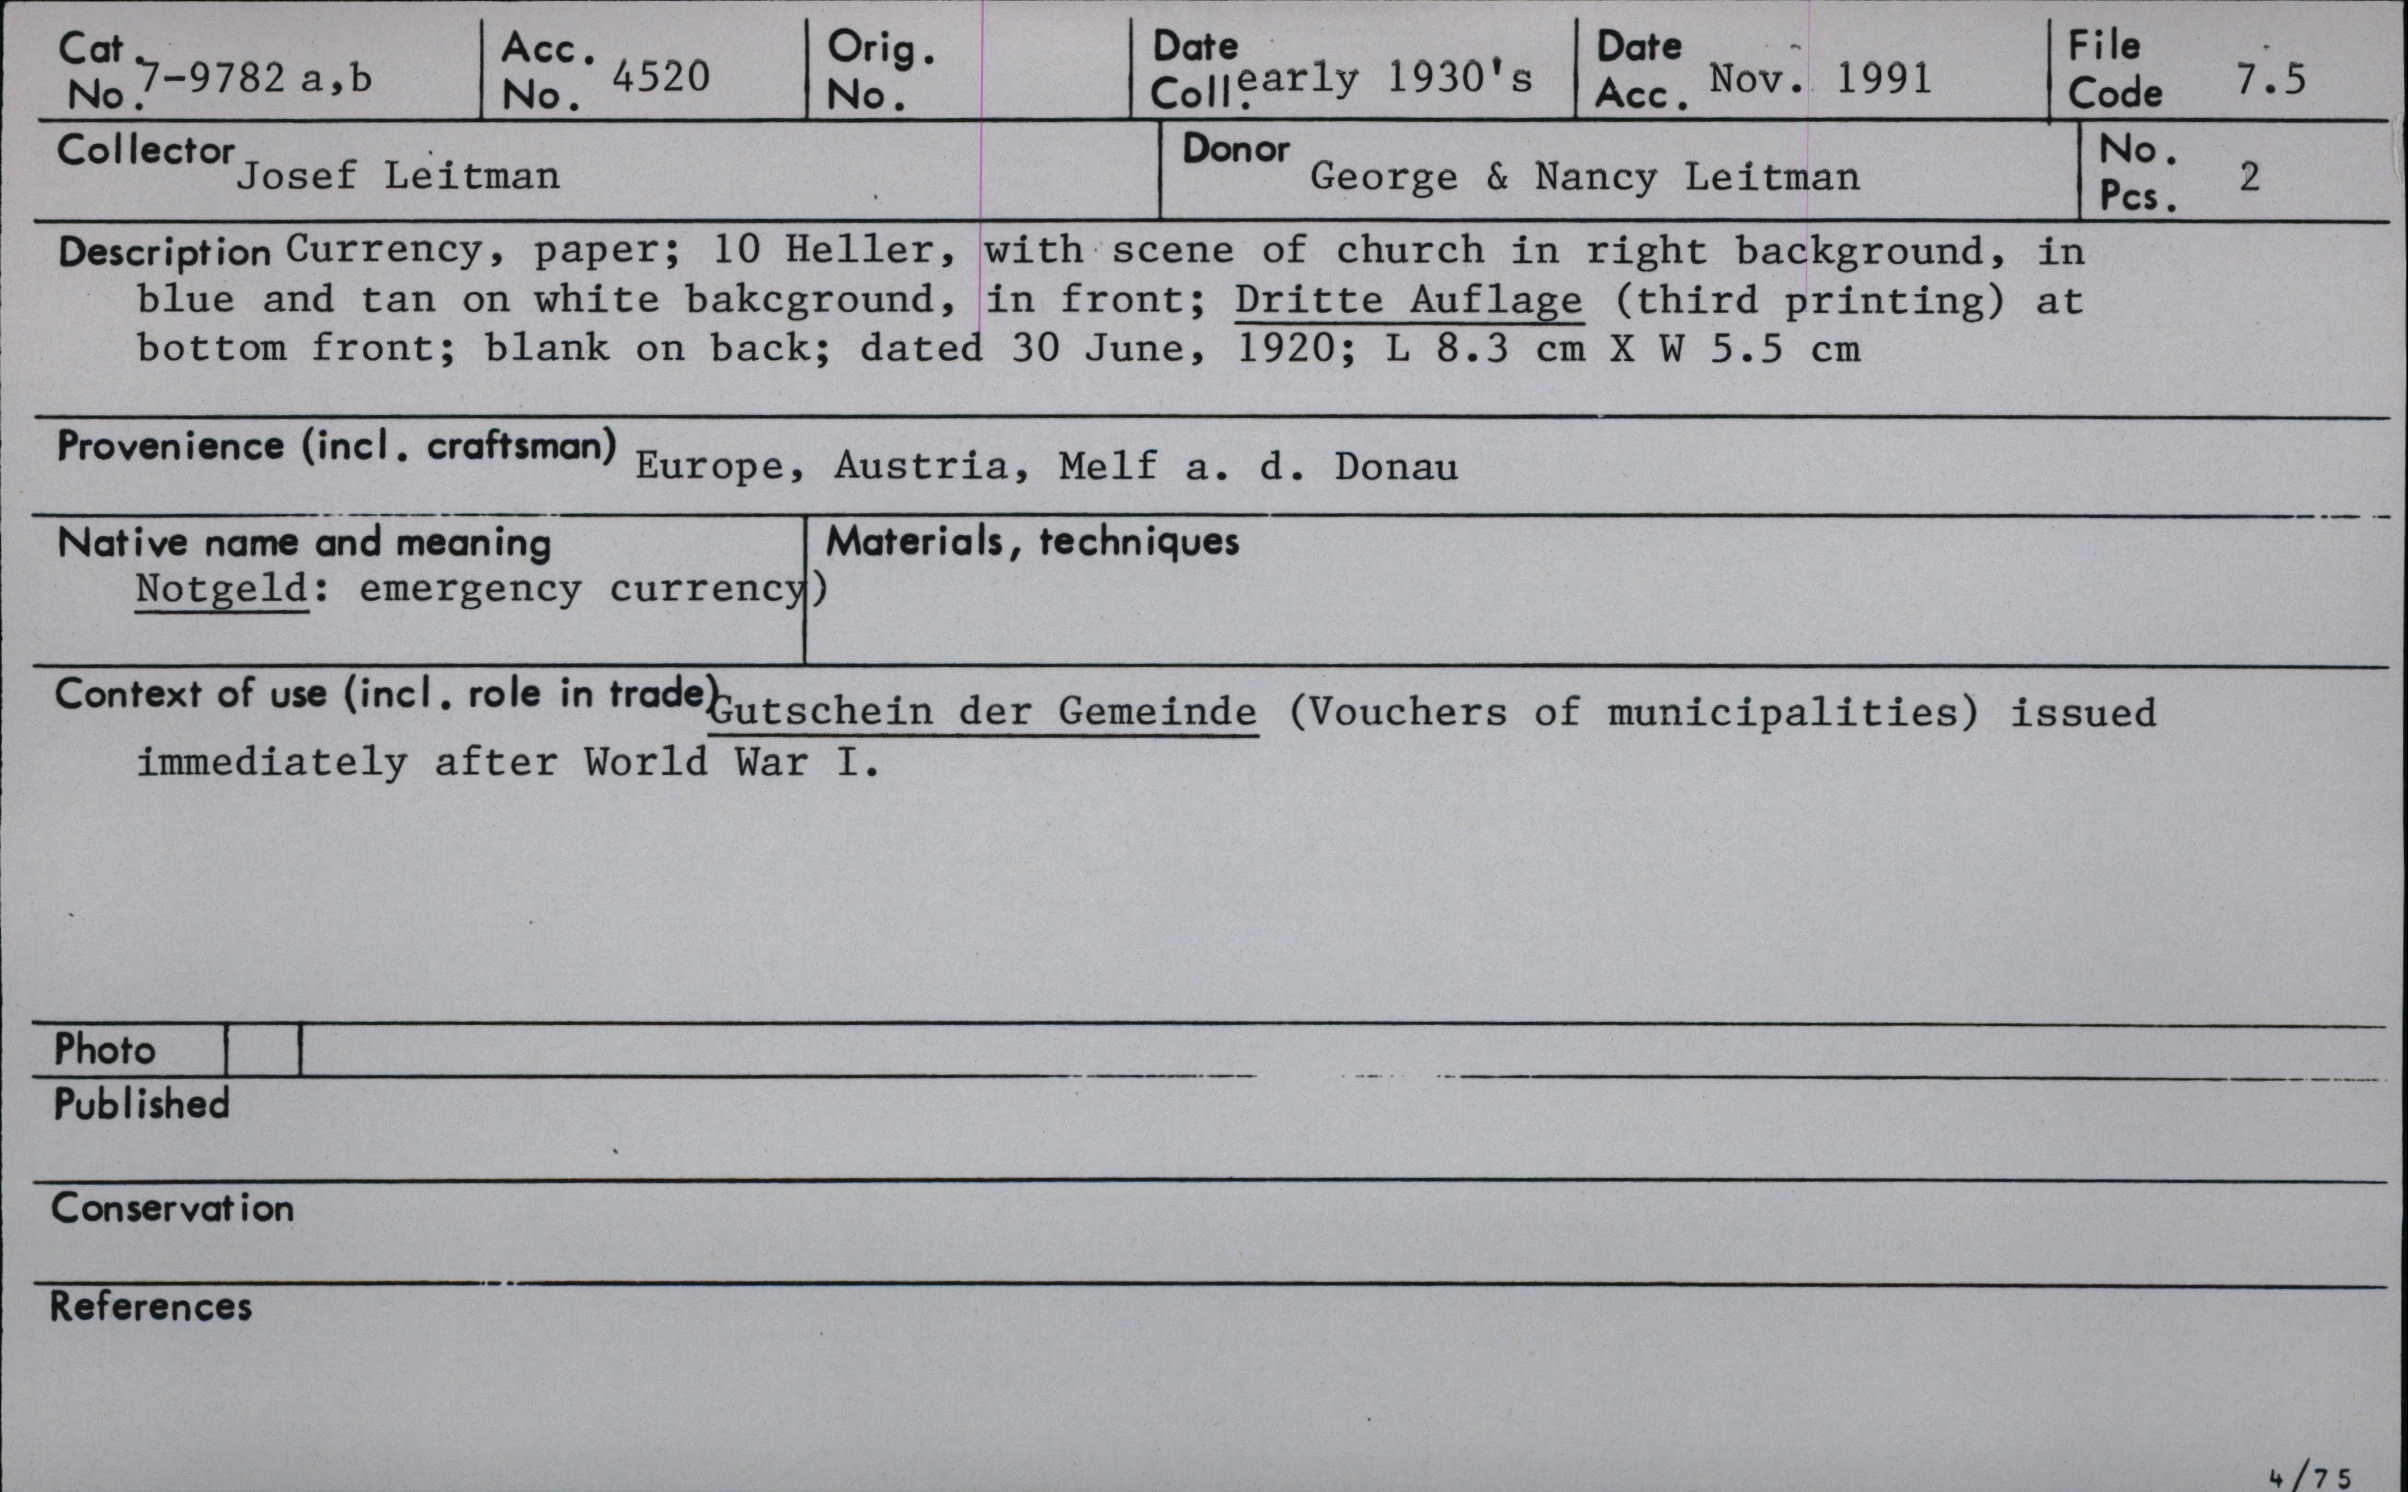 Cat. No. 7-9782 a,b
Acc. No. 4520
Orig. No.
Date Coll. early 1930's
Date Acc. Nov. 1991
File Code 7.5
Collector Josef Leitman
Donor George & Nancy Leitman
No. Pcs. 2
Description Currency, paper; 10 Heller, with scene of church in right background, in
blue and tan on white bakcground, in front; Dritte Auflage (third printing) at
bottom front; blank on back; dated 30 June, 1920; L 8.3 cm X W 5.5 cm
Provenience (incl. craftsman) Europe, Austria, Melf a. d. Donau
Native name and meaning
Notgeld: emergency currency)
Materials, techniques
Context of use (incl. role in trade) Gutschein der Gemeinde (Vouchers of municipalities) issued
immediately after World War I.
Photo
Published
Conservation
References
4/75